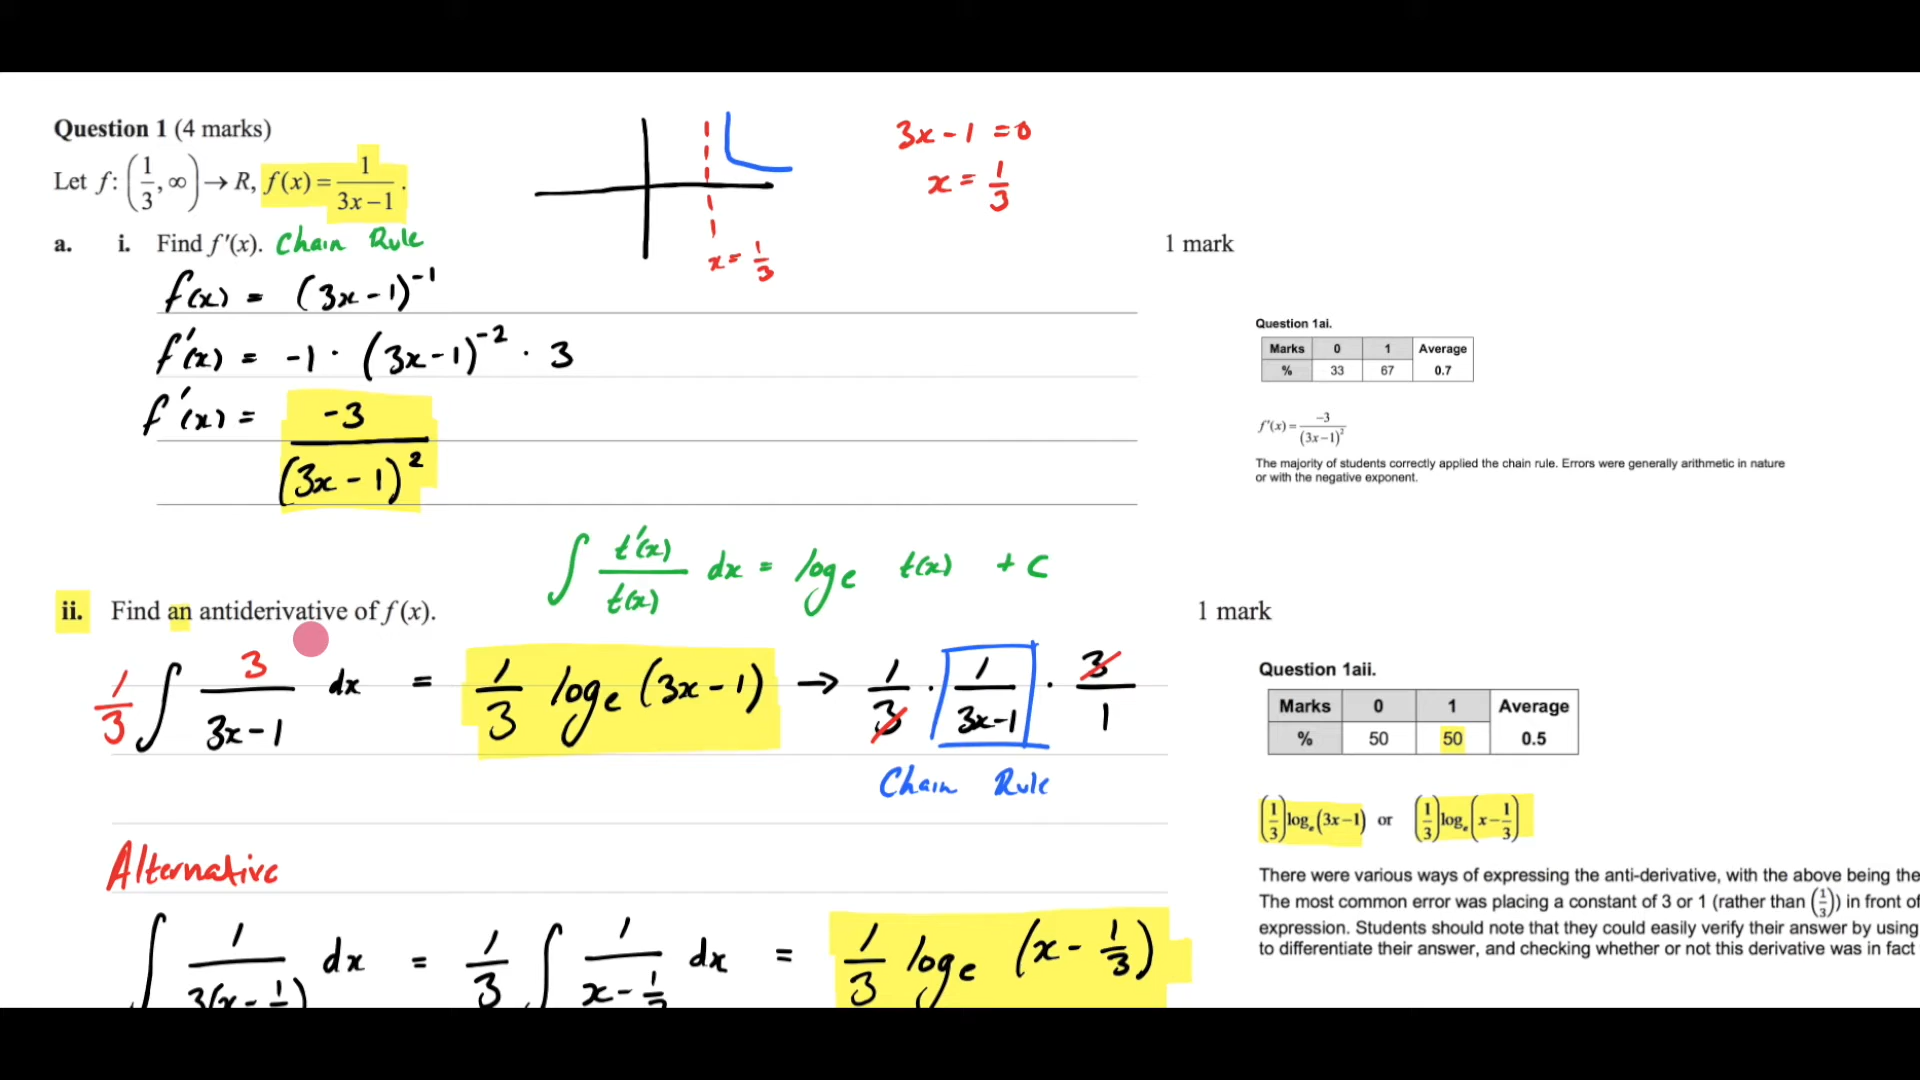 Question 1 (4 marks)
Let f: (1/3, ∞) → R, f(x) = 1/(3x−1).
3x − 1 = 0
x = 1/3
x = 1/3
a. i. Find f′(x). Chain Rule
1 mark
f(x) = (3x−1)^-1
f′(x) = -1 · (3x−1)^-2 · 3
f′(x) = -3/(3x−1)^2
Question 1ai.
Marks 0 1 Average
% 33 67 0.7
f′(x) = −3/(3x−1)^2
The majority of students correctly applied the chain rule. Errors were generally arithmetic in nature
or with the negative exponent.
∫ t′(x)/t(x) dx = loge t(x) + c
ii. Find an antiderivative of f(x).
1 mark
1/3 ∫ 3/(3x−1) dx = 1/3 loge (3x−1) → 1/3 · 1/(3x−1) · 3/1
Chain Rule
Question 1aii.
Marks 0 1 Average
% 50 50 0.5
(1/3) loge (3x−1) or (1/3) loge (x − 1/3)
There were various ways of expressing the anti-derivative, with the above being the
The most common error was placing a constant of 3 or 1 (rather than (1/3)) in front of
expression. Students should note that they could easily verify their answer by using
to differentiate their answer, and checking whether or not this derivative was in fact
Alternative
∫ 1/(3(x − 1/ )) dx = 1/3 ∫ 1/(x − 1/3) dx = 1/3 loge (x − 1/3)